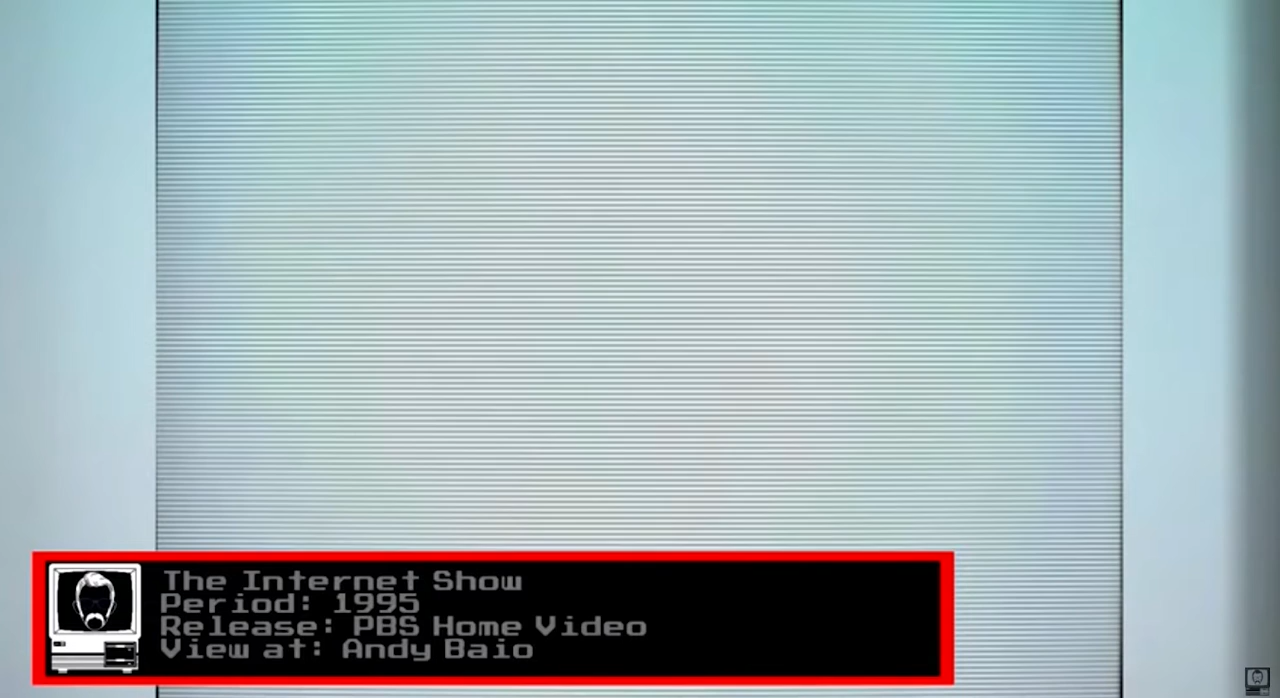 The Internet Show
Period: 1995
Release: PBS Home Video
View at: Andy Baio